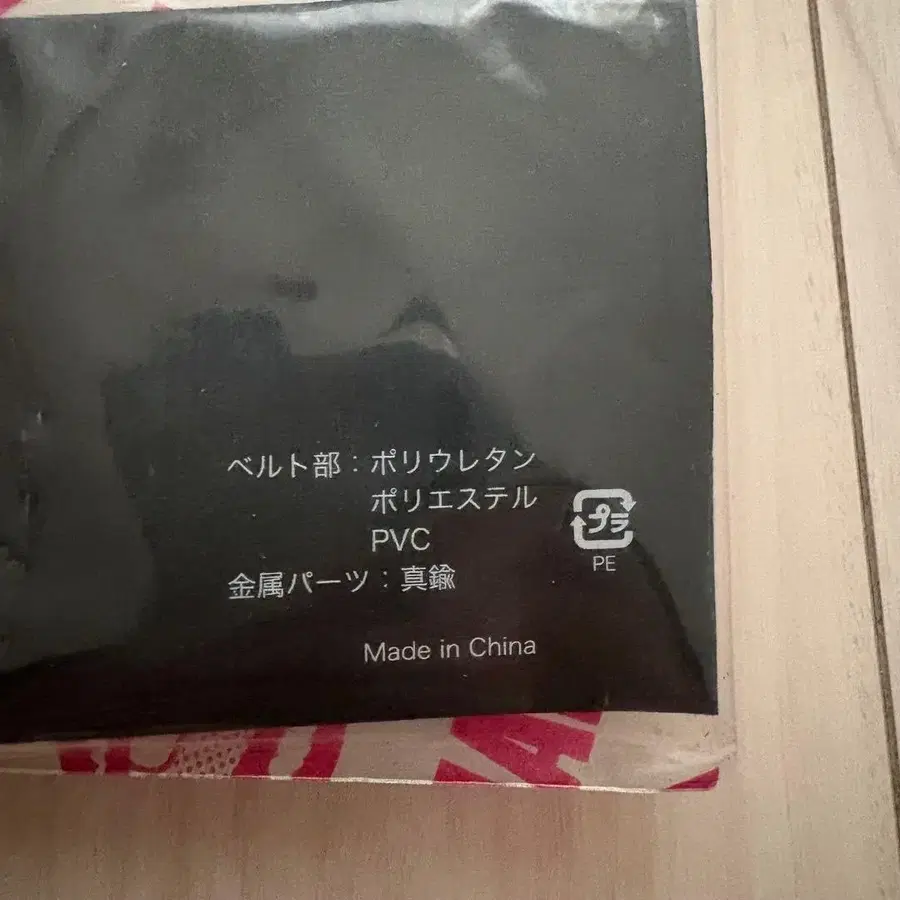 ベルト部：ポリウレタン
ポリエステル
PVC
金属パーツ：真鍮
プラ
PE
Made in China